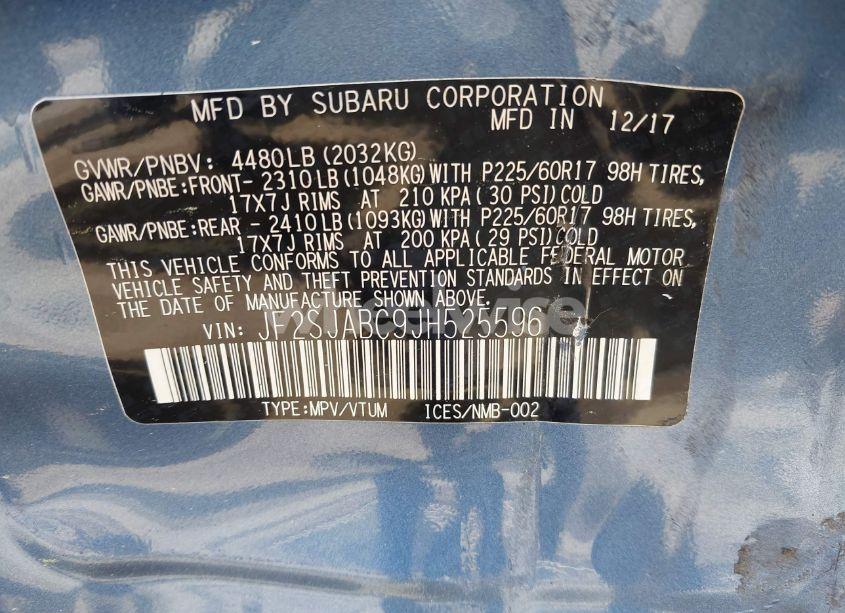 MFD BY SUBARU CORPORATION
MFD IN 12/17
GVWR/PNBV: 4480LB (2032KG)
GAWR/PNBE:FRONT- 2310LB (1048KG)WITH P225/60R17 98H TIRES,
17X7J RIMS AT 210 KPA (30 PSI)COLD
GAWR/PNBE:REAR - 2410LB (1093KG)WITH P225/60R17 98H TIRES,
17X7J RIMS AT 200 KPA (29 PSI)COLD
THIS VEHICLE CONFORMS TO ALL APPLICABLE FEDERAL MOTOR
VEHICLE SAFETY AND THEFT PREVENTION STANDARDS IN EFFECT ON
THE DATE OF MANUFACTURE SHOWN ABOVE.
VIN: JF2SJABC9JH525596
TYPE:MPV/VTUM ICES/NMB-002